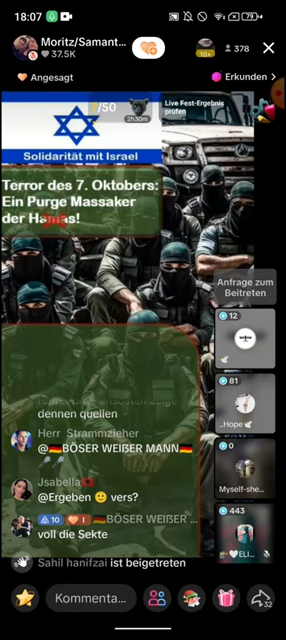 18:07
79
Moritz/Samant...
37.5K
10+
378
Angesagt
Erkunden >
/50
2h30m
Live Fest-Ergebnis
prüfen
Solidarität mit Israel
Terror des 7. Oktobers:
Ein Purge Massaker
der Hamas!
Anfrage zum
Beitreten
12
81
..Hope
0
Myself-she...
443
ELI...
dennen quellen
Herr Strammzieher
@🇩🇪BÖSER WEIßER MANN🇩🇪
Jsabella
@Ergeben 🙂 vers?
10 I 🇩🇪BÖSER WEIßER ...
voll die Sekte
Sahil hanifzai ist beigetreten
Kommenta...
32